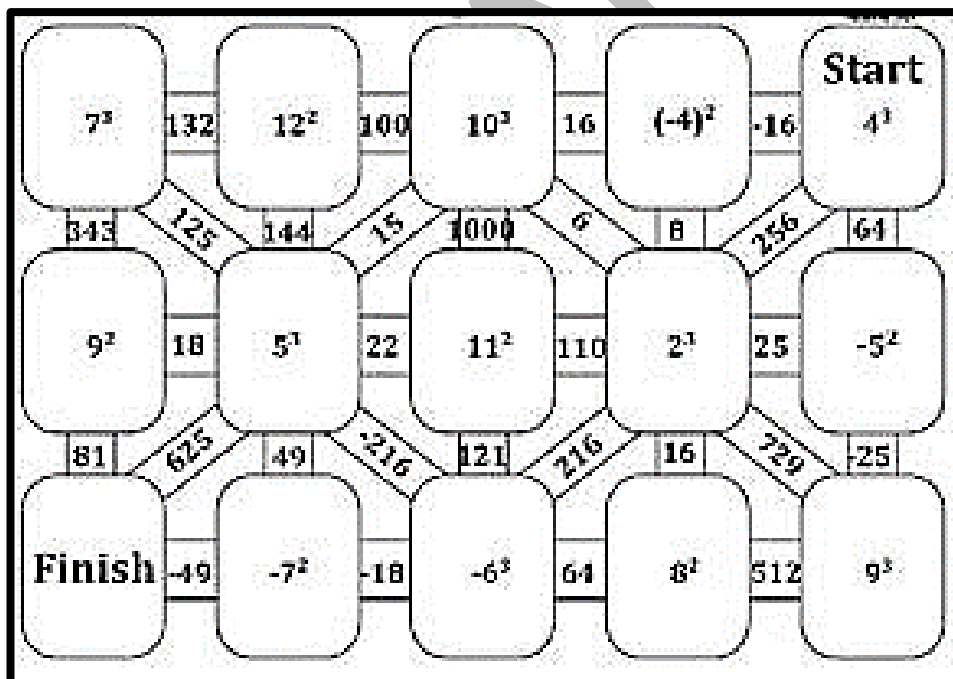 Start
7³ 132 12² 100 10³ 16 (-4)² -16 4³
343 125 144 15 1000 6 8 256 64
9² 18 5³ 22 11² 110 2³ 25 -5²
81 625 49 -216 121 216 16 729 -25
Finish -49 -7² -18 -6³ 64 8² 512 9³